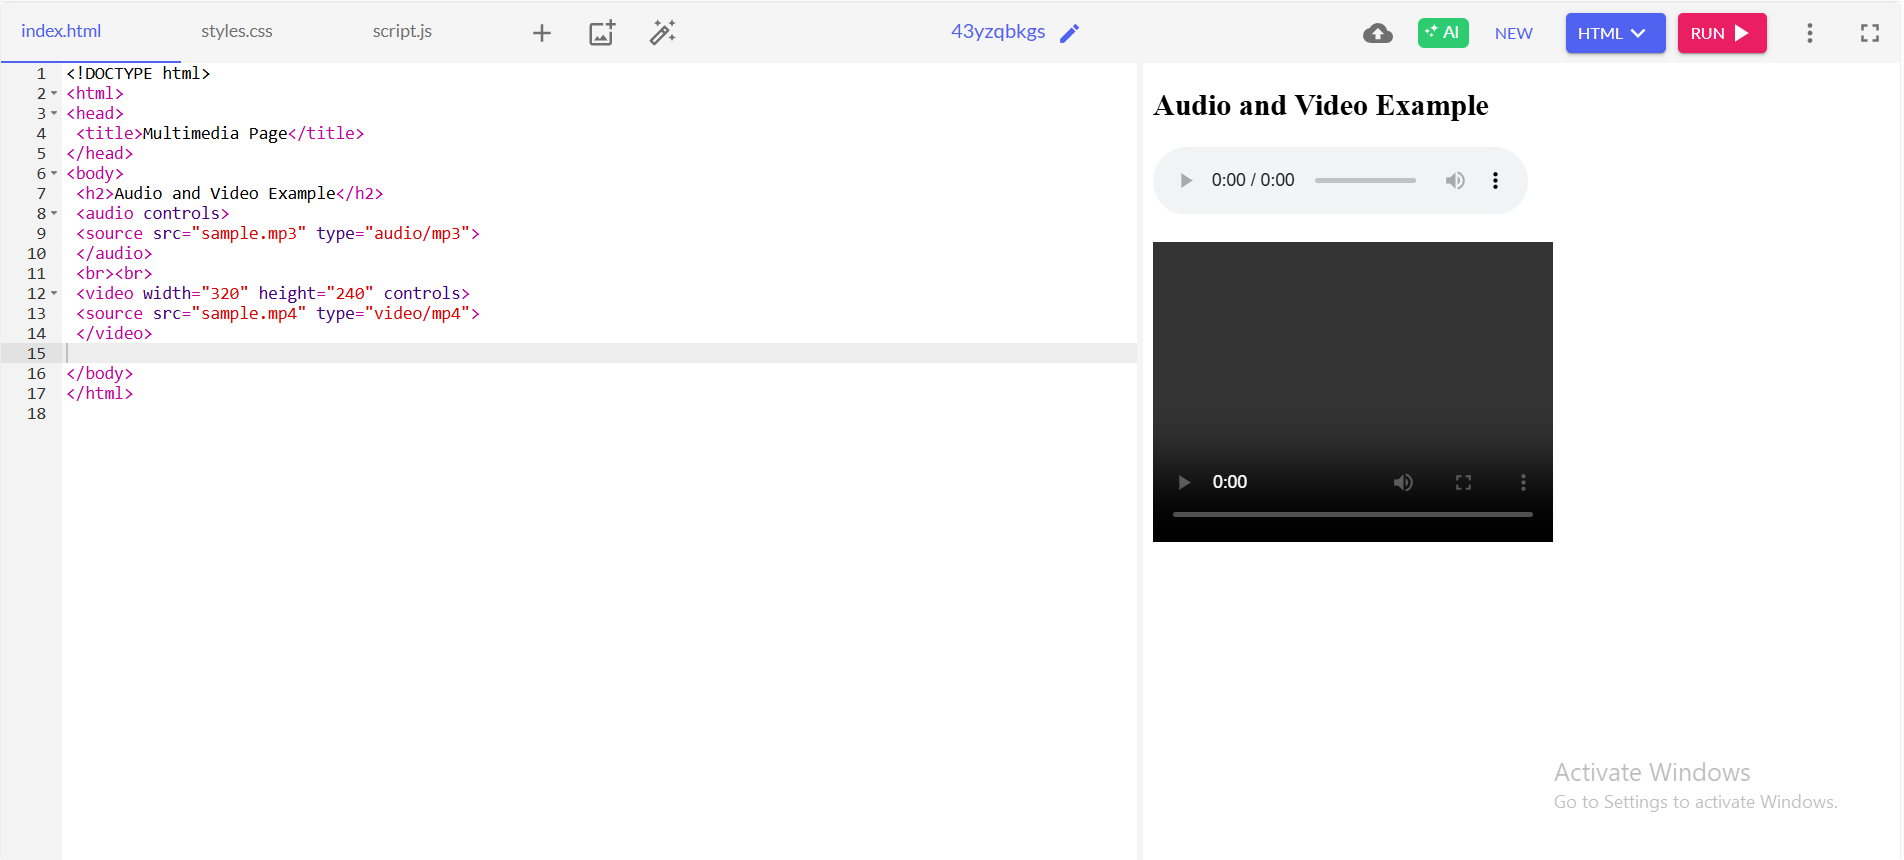 index.html styles.css script.js 43yzqbkgs AI NEW HTML RUN
1 <!DOCTYPE html>
2 <html>
3 <head>
4 <title>Multimedia Page</title>
5 </head>
6 <body>
7 <h2>Audio and Video Example</h2>
8 <audio controls>
9 <source src="sample.mp3" type="audio/mp3">
10 </audio>
11 <br><br>
12 <video width="320" height="240" controls>
13 <source src="sample.mp4" type="video/mp4">
14 </video>
15
16 </body>
17 </html>
18
Audio and Video Example
0:00 / 0:00
0:00
Activate Windows
Go to Settings to activate Windows.